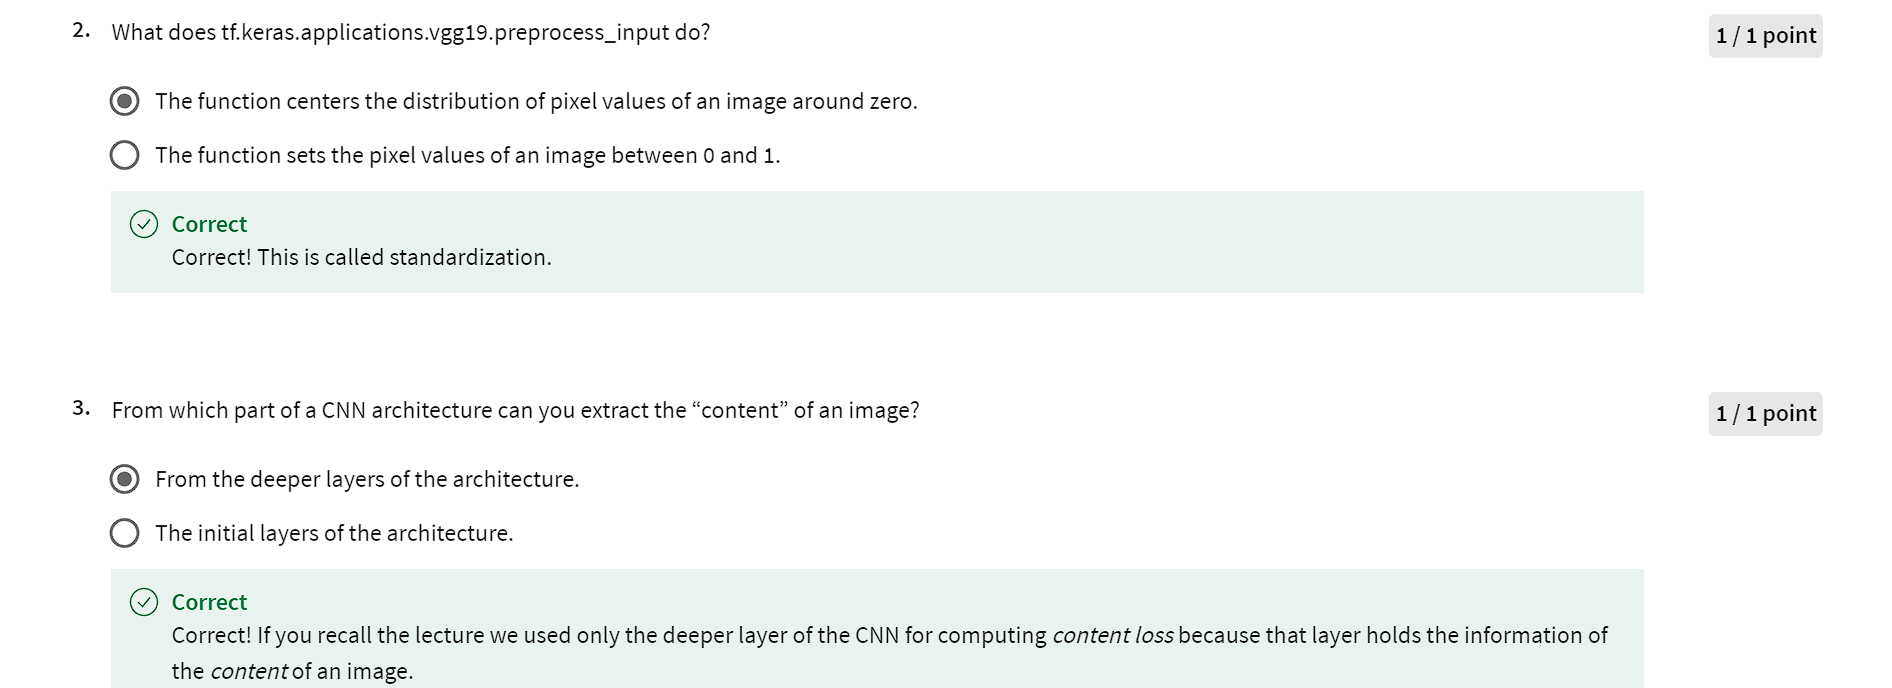 2. What does tf.keras.applications.vgg19.preprocess_input do?
1 / 1 point
The function centers the distribution of pixel values of an image around zero.
The function sets the pixel values of an image between 0 and 1.
Correct
Correct! This is called standardization.
3. From which part of a CNN architecture can you extract the “content” of an image?
1 / 1 point
From the deeper layers of the architecture.
The initial layers of the architecture.
Correct
Correct! If you recall the lecture we used only the deeper layer of the CNN for computing content loss because that layer holds the information of
the content of an image.